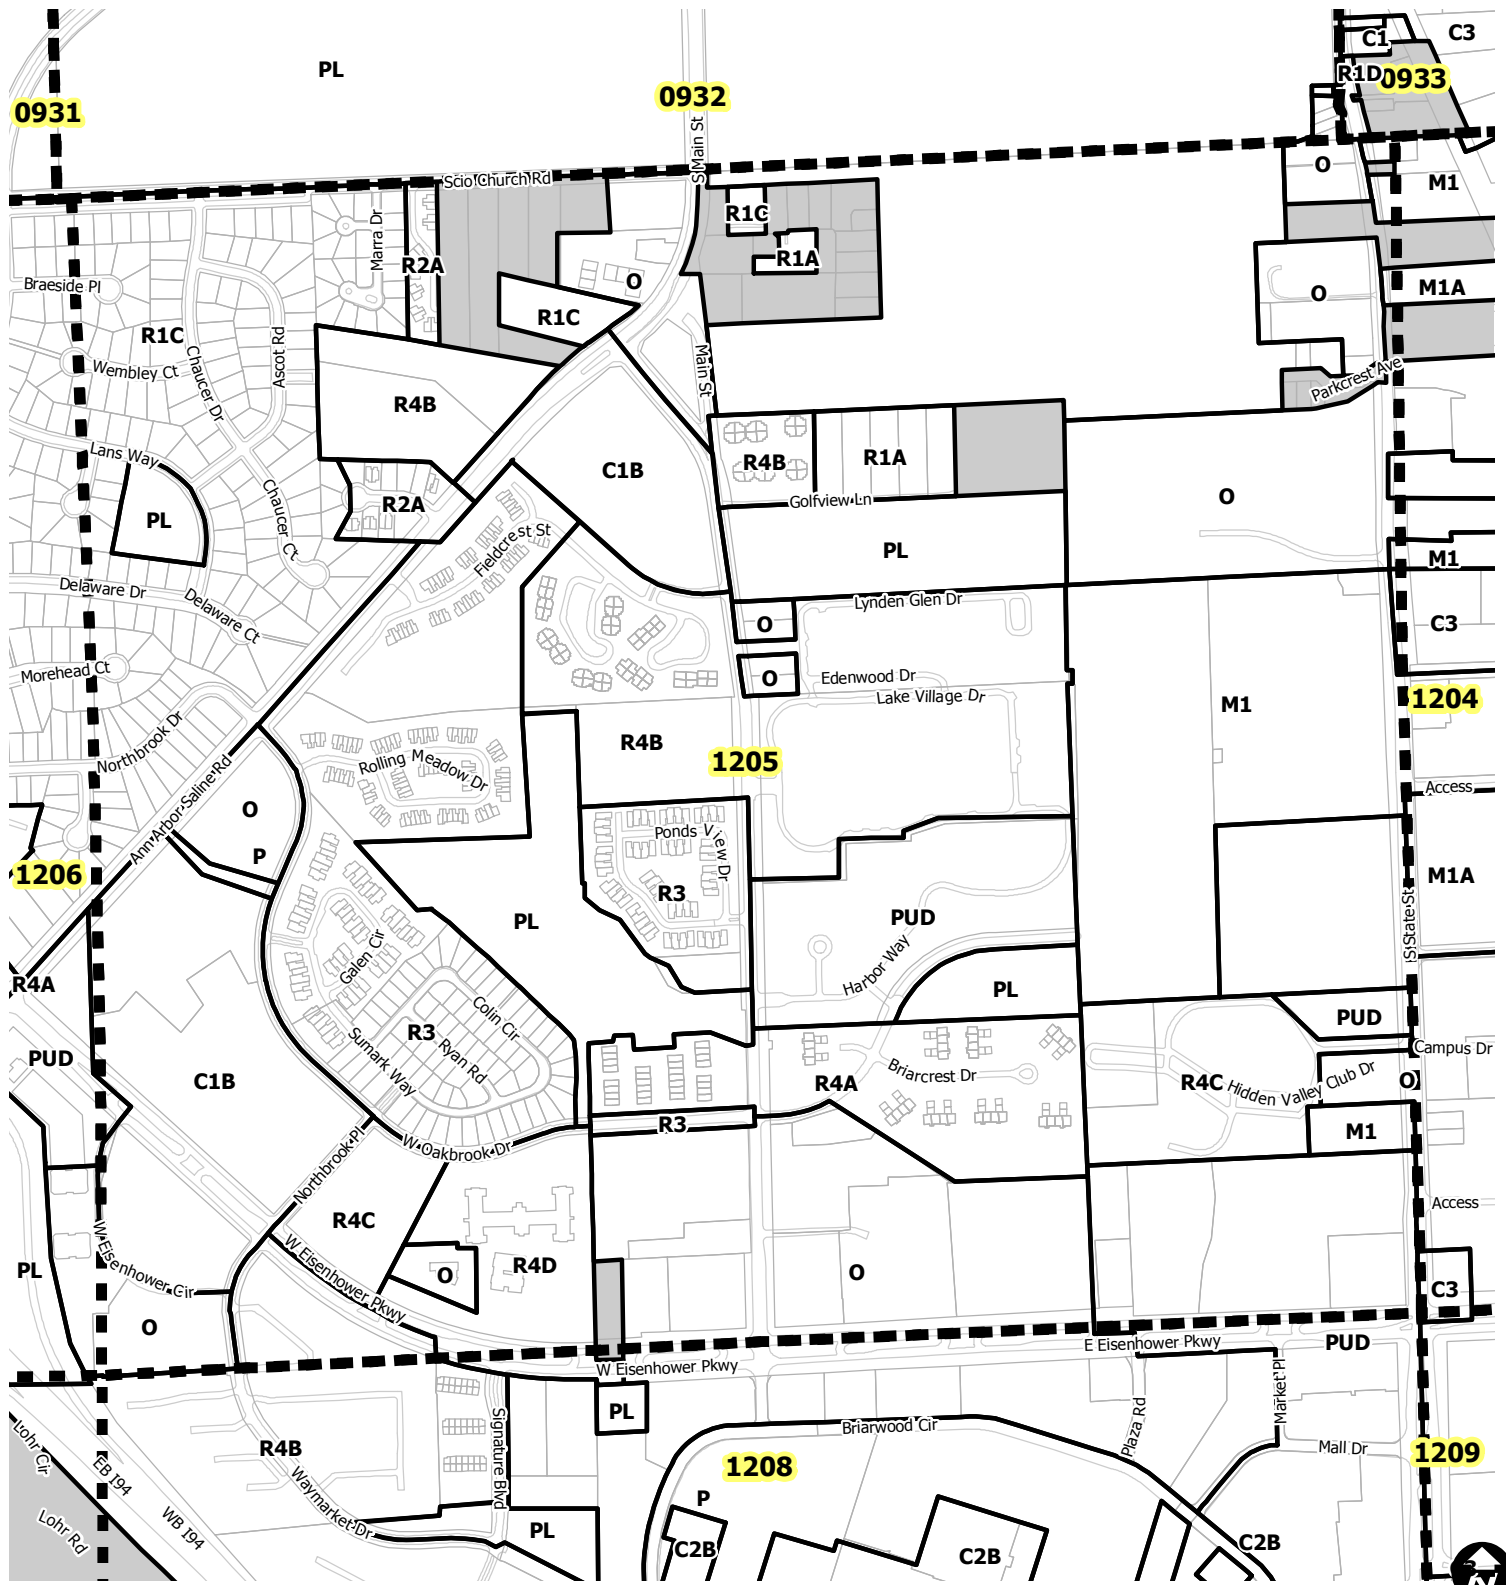 C1
C3
PL
R1D
0933
0931
0932
S Main St
O
M1
Scio Church Rd
R1C
Marra Dr
R1A
R2A
O
Braeside Pl
O
M1A
R1C
R1C
Chaucer Dr
Ascot Rd
Wembley Ct
Main St
Parkcrest Ave
R4B
Lans Way
C1B
R4B
R1A
Chaucer Ct
R2A
Golfview Ln
O
PL
Fieldcrest St
PL
M1
Delaware Dr
Delaware Ct
Lynden Glen Dr
O
C3
Morehead Ct
O
Edenwood Dr
Lake Village Dr
1204
M1
Northbrook Dr
R4B
1205
Rolling Meadow Dr
Access
Ann Arbor Saline Rd
O
Ponds View Dr
P
1206
R3
M1A
PL
PUD
S State St
Galen Cir
Harbor Way
R4A
PL
Colin Cir
R3
PUD
Sumark Way
Ryan Rd
PUD
Campus Dr
C1B
R4A
Briarcrest Dr
R4C
Hidden Valley Club Dr
O
R3
M1
W Oakbrook Dr
Northbrook Pl
Access
R4C
W Eisenhower Cir
W Eisenhower Pkwy
PL
O
R4D
O
C3
O
E Eisenhower Pkwy
PUD
W Eisenhower Pkwy
Market Pl
PL
Signature Blvd
Briarwood Cir
Plaza Rd
Lohr Cir
R4B
Mall Dr
1209
1208
EB I94
Waymarket Dr
P
WB I94
Lohr Rd
PL
C2B
C2B
C2B